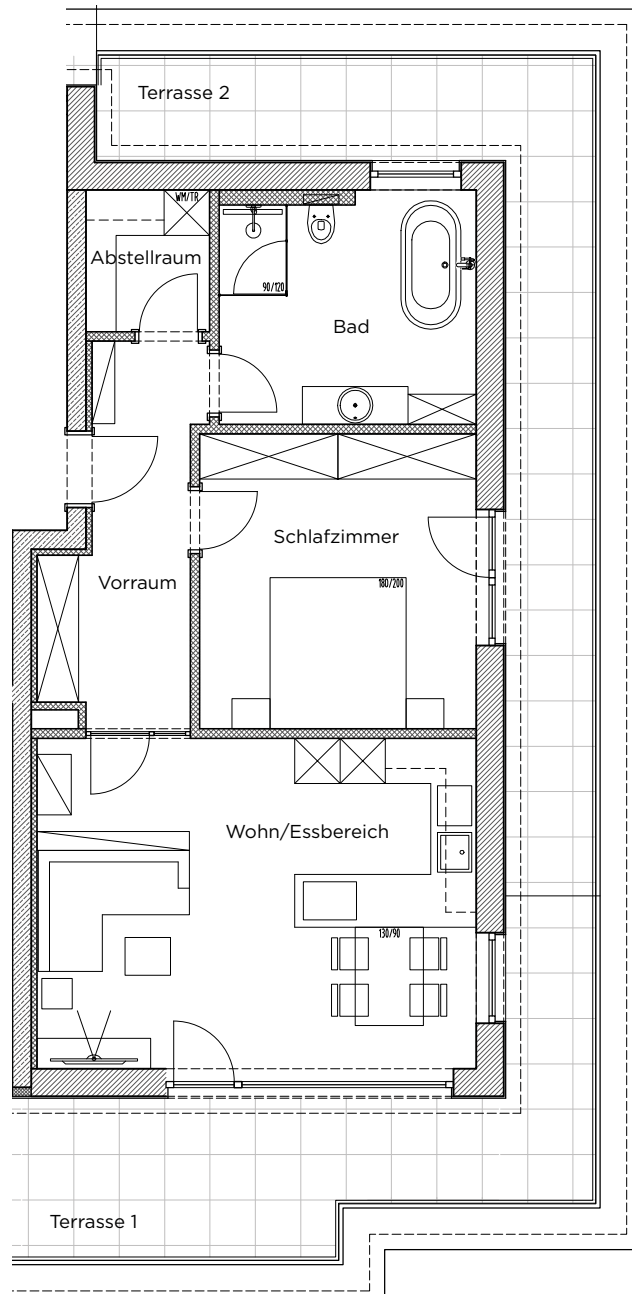 Terrasse 2
WM/TR
Abstellraum
90/120
Bad
Schlafzimmer
180/200
Vorraum
Wohn/Essbereich
130/90
Terrasse 1